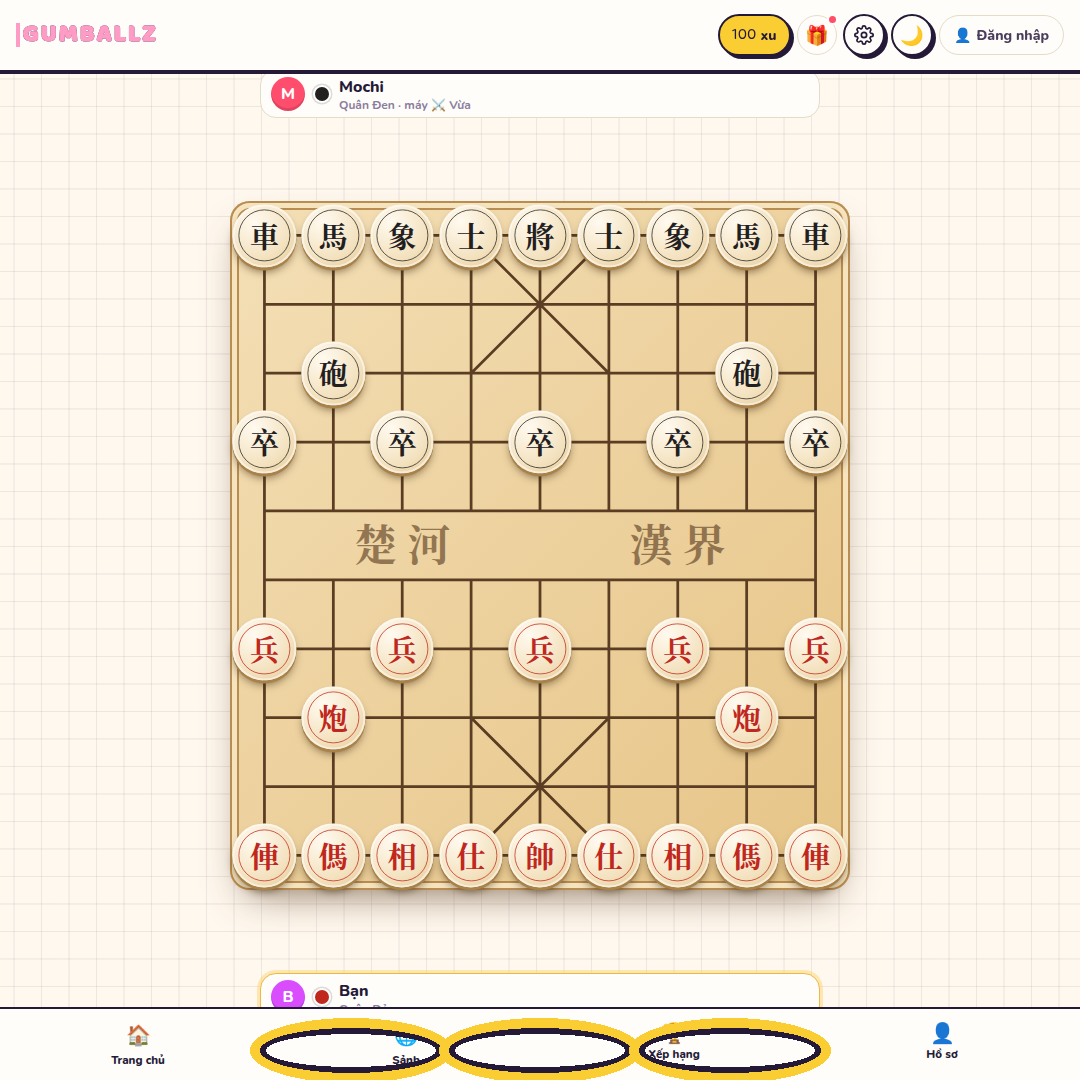 GUMBALLZ
100 xu
Đăng nhập
M
Mochi
Quân Đen · máy ⚔️ Vừa
車 馬 象 士 將 士 象 馬 車
砲 砲
卒 卒 卒 卒 卒
楚河 漢界
兵 兵 兵 兵 兵
炮 炮
俥 傌 相 仕 帥 仕 相 傌 俥
B
Bạn
Trang chủ
Sảnh
Xếp hạng
Hồ sơ